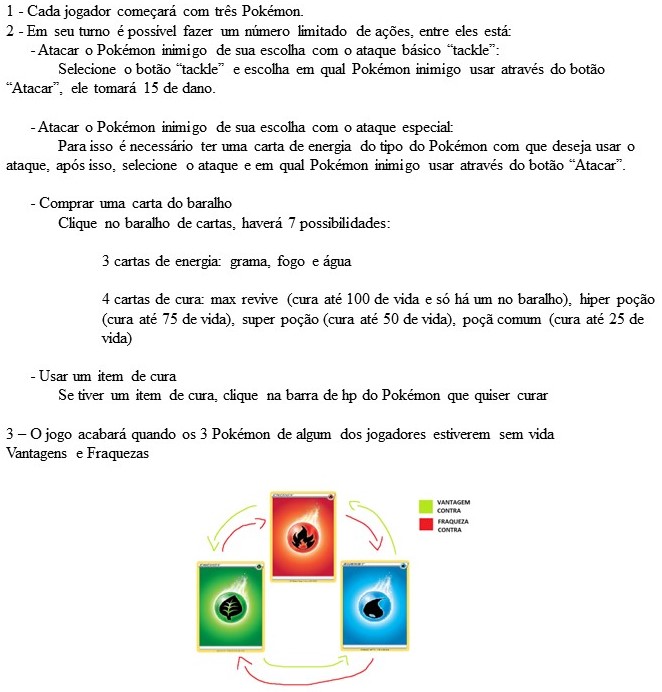 1 - Cada jogador começará com três Pokémon.
2 - Em seu turno é possível fazer um número limitado de ações, entre eles está:
- Atacar o Pokémon inimigo de sua escolha com o ataque básico “tackle”:
Selecione o botão “tackle” e escolha em qual Pokémon inimigo usar através do botão
“Atacar”, ele tomará 15 de dano.
- Atacar o Pokémon inimigo de sua escolha com o ataque especial:
Para isso é necessário ter uma carta de energia do tipo do Pokémon com que deseja usar o
ataque, após isso, selecione o ataque e em qual Pokémon inimigo usar através do botão “Atacar”.
- Comprar uma carta do baralho
Clique no baralho de cartas, haverá 7 possibilidades:
3 cartas de energia: grama, fogo e água
4 cartas de cura: max revive (cura até 100 de vida e só há um no baralho), hiper poção
(cura até 75 de vida), super poção (cura até 50 de vida), poçã comum (cura até 25 de
vida)
- Usar um item de cura
Se tiver um item de cura, clique na barra de hp do Pokémon que quiser curar
3 – O jogo acabará quando os 3 Pokémon de algum dos jogadores estiverem sem vida
Vantagens e Fraquezas
VANTAGEM
CONTRA
FRAQUEZA
CONTRA